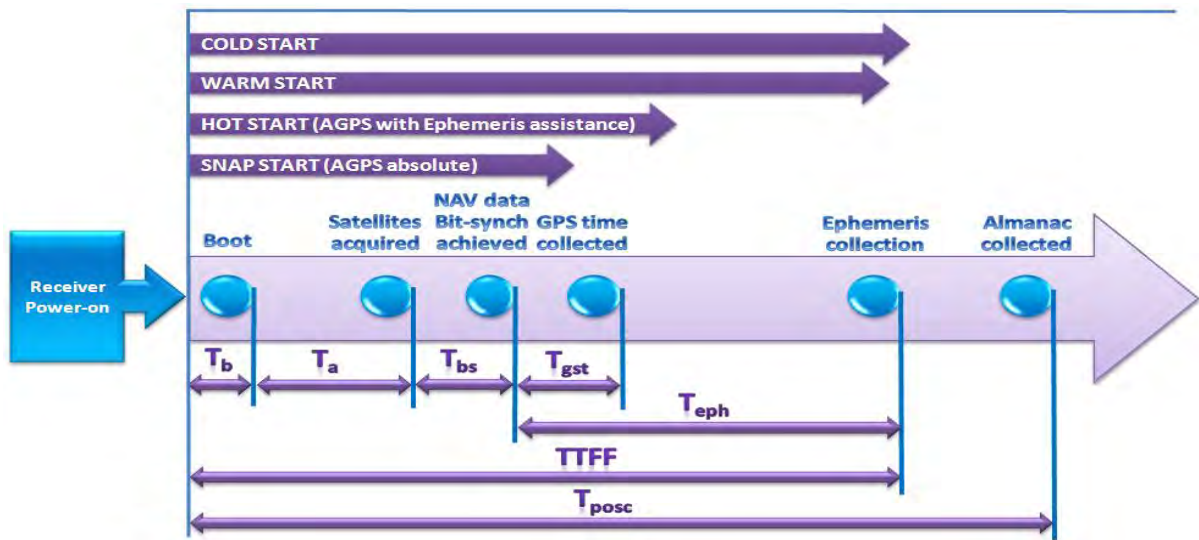 COLD START
WARM START
HOT START (AGPS with Ephemeris assistance)
SNAP START (AGPS absolute)
Receiver
Power-on
Boot
Satellites
acquired
NAV data
Bit-synch
achieved
GPS time
collected
Ephemeris
collection
Almanac
collected
Tb
Ta
Tbs
Tgst
Teph
TTFF
Tposc